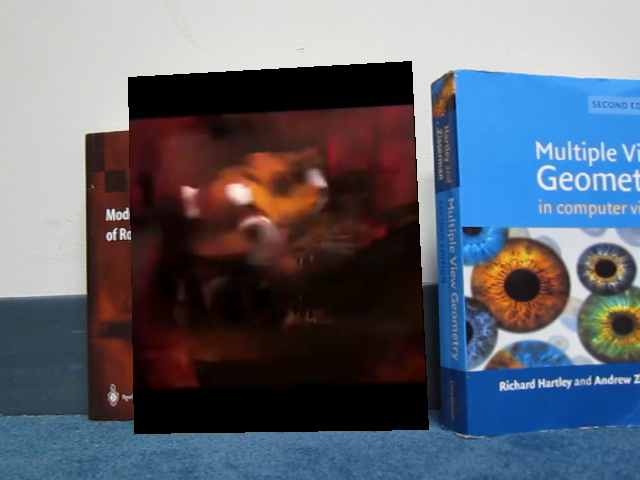 Mod
of Ro
Hartley and
Zisserman
Multiple View Geometry
SECOND ED
Multiple Vi
Geomet
in computer vi
Richard Hartley and Andrew Z